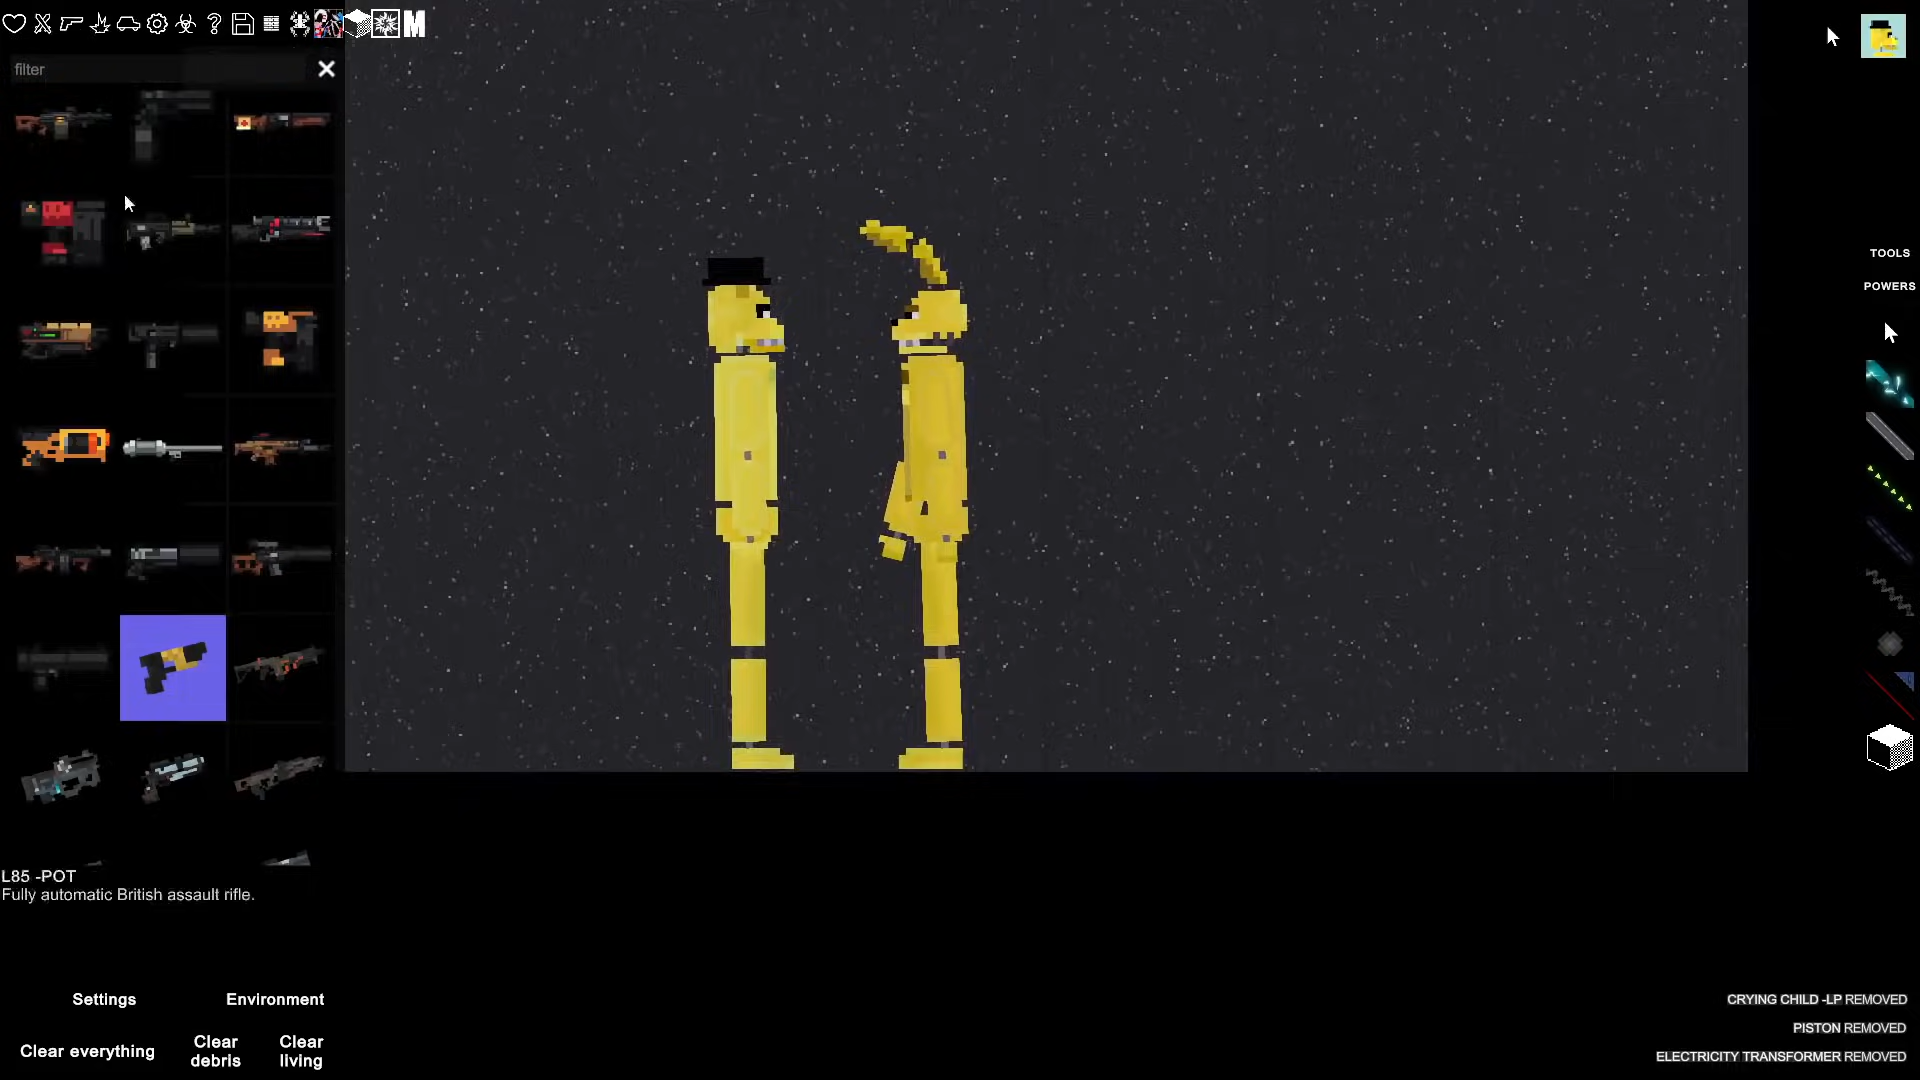 filter
TOOLS
POWERS
L85 -POT
Fully automatic British assault rifle.
Settings
Environment
Clear everything
Clear debris
Clear living
CRYING CHILD -LP REMOVED
PISTON REMOVED
ELECTRICITY TRANSFORMER REMOVED